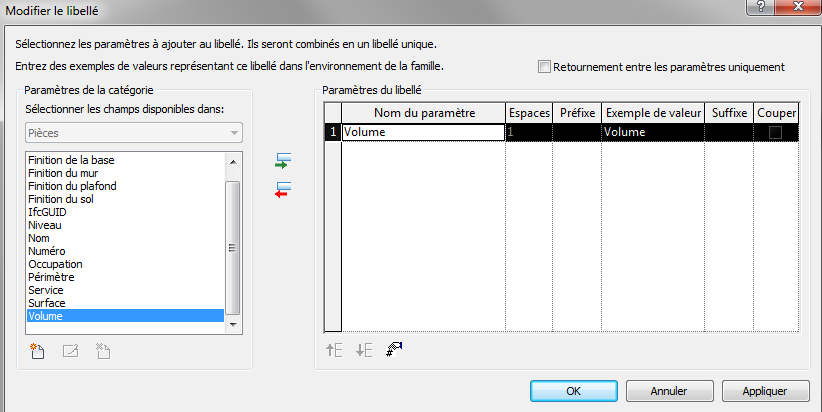 Modifier le libellé
Sélectionnez les paramètres à ajouter au libellé. Ils seront combinés en un libellé unique.
Entrez des exemples de valeurs représentant ce libellé dans l'environnement de la famille.
Retournement entre les paramètres uniquement
Paramètres de la catégorie
Sélectionner les champs disponibles dans:
Pièces
Finition de la base
Finition du mur
Finition du plafond
Finition du sol
IfcGUID
Niveau
Nom
Numéro
Occupation
Périmètre
Service
Surface
Volume
Paramètres du libellé
Nom du paramètre Espaces Préfixe Exemple de valeur Suffixe Couper
1 Volume 1 Volume
OK Annuler Appliquer